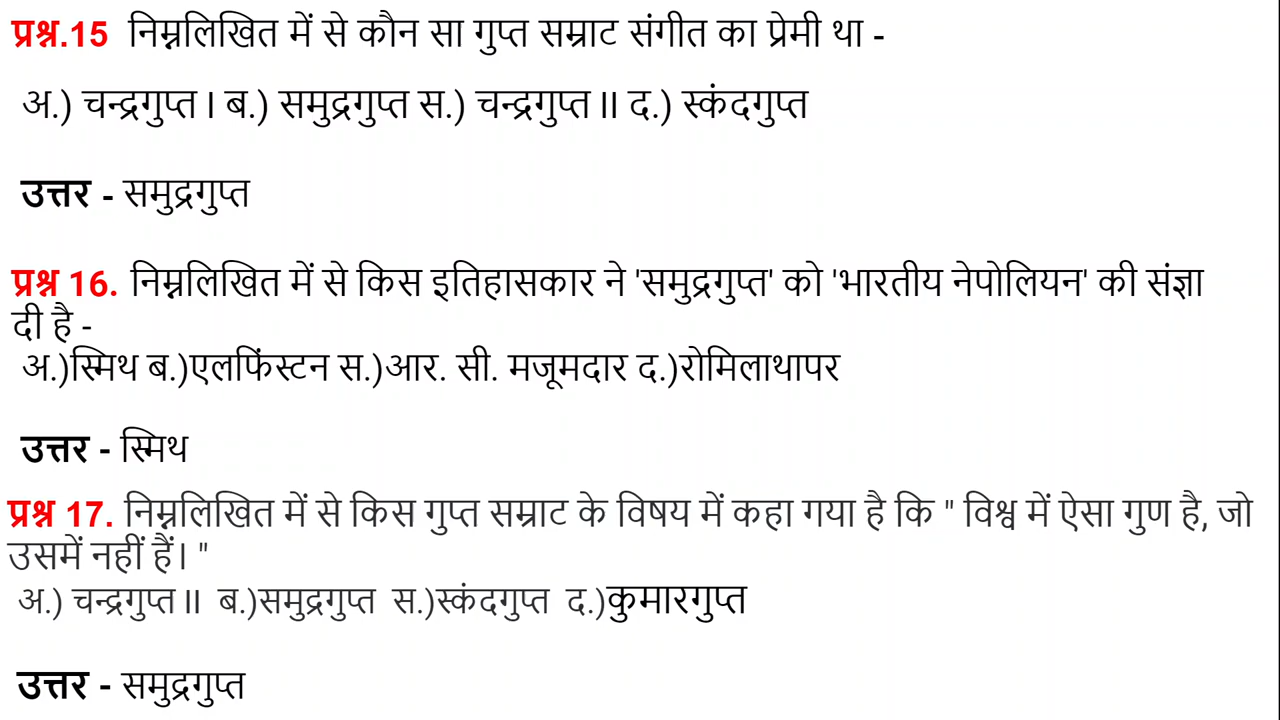 प्रश्न.15 निम्नलिखित में से कौन सा गुप्त सम्राट संगीत का प्रेमी था -
अ.) चन्द्रगुप्त I ब.) समुद्रगुप्त स.) चन्द्रगुप्त II द.) स्कंदगुप्त
उत्तर - समुद्रगुप्त
प्रश्न 16. निम्नलिखित में से किस इतिहासकार ने 'समुद्रगुप्त' को 'भारतीय नेपोलियन' की संज्ञा
दी है -
अ.)स्मिथ ब.)एलफिंस्टन स.)आर. सी. मजूमदार द.)रोमिलाथापर
उत्तर - स्मिथ
प्रश्न 17. निम्नलिखित में से किस गुप्त सम्राट के विषय में कहा गया है कि " विश्व में ऐसा गुण है, जो
उसमें नहीं हैं। "
अ.) चन्द्रगुप्त II ब.)समुद्रगुप्त स.)स्कंदगुप्त द.)कुमारगुप्त
उत्तर - समुद्रगुप्त